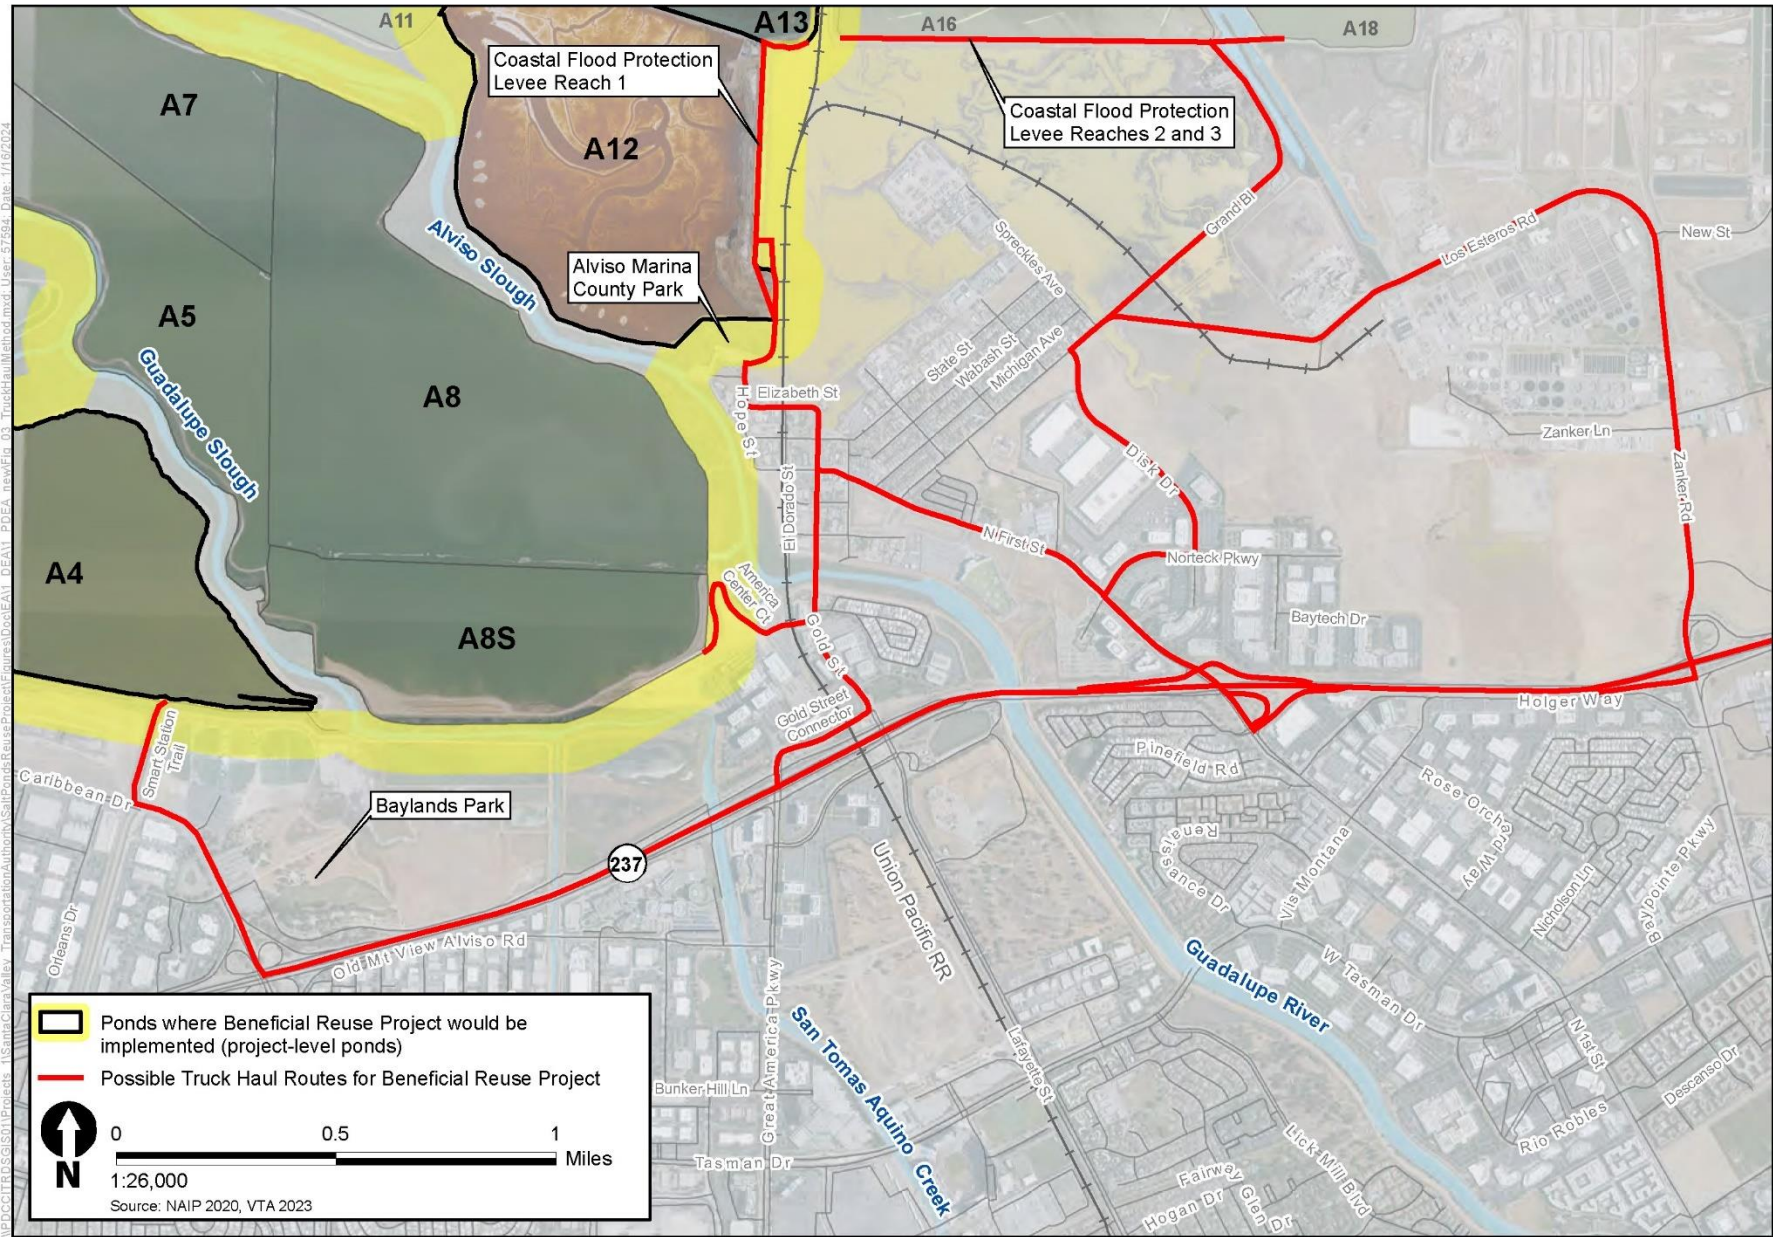 A11
A13
A16
A18
Coastal Flood Protection
Levee Reach 1
A7
Coastal Flood Protection
Levee Reaches 2 and 3
A12
Grand Bl
Los Esteros Rd
New St
Alviso Slough
Spreckles Ave
Alviso Marina
County Park
A5
State St
Wabash St
Michigan Ave
Guadalupe Slough
A8
Hope St
Elizabeth St
Zanker Ln
Disk Dr
Zanker Rd
El Dorado St
N First St
Norteck Pkwy
A4
America
Center Ct
Baytech Dr
A8S
Gold St
Gold Street
Connector
Holger Way
Smart Station
Trail
Caribbean Dr
Pinefield Rd
Rose Orchard Way
Baylands Park
Renaissance Dr
Vis Montana
Baypointe Pkwy
237
Union Pacific RR
Nicholson Ln
Orleans Dr
Old Mt View Alviso Rd
Guadalupe River
W Tasman Dr
Great America Pkwy
San Tomas Aquino Creek
Lafayette St
N 1st St
Descanso Dr
Bunker Hill Ln
Rio Robles
Lick Mill Blvd
Tasman Dr
Fairway Glen Dr
Hogan Dr
Ponds where Beneficial Reuse Project would be
implemented (project-level ponds)
Possible Truck Haul Routes for Beneficial Reuse Project
N
0 0.5 1
Miles
1:26,000
Source: NAIP 2020, VTA 2023